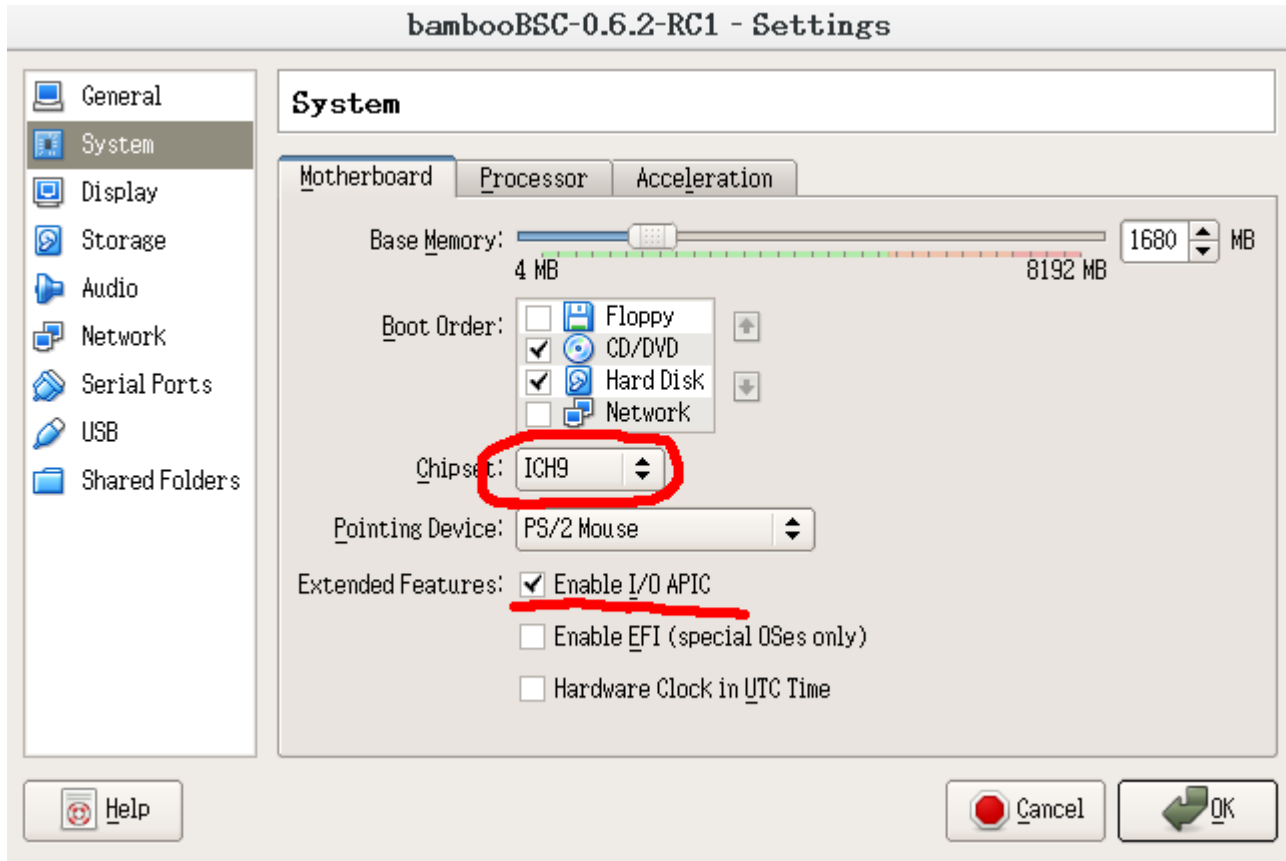 bambooBSC-0.6.2-RC1 - Settings
General
System
Display
Storage
Audio
Network
Serial Ports
USB
Shared Folders
System
Motherboard
Processor
Acceleration
Base Memory:
4 MB
8192 MB
1680
MB
Boot Order:
Floppy
CD/DVD
Hard Disk
Network
Chipset:
ICH9
Pointing Device:
PS/2 Mouse
Extended Features:
Enable I/O APIC
Enable EFI (special OSes only)
Hardware Clock in UTC Time
Help
Cancel
OK